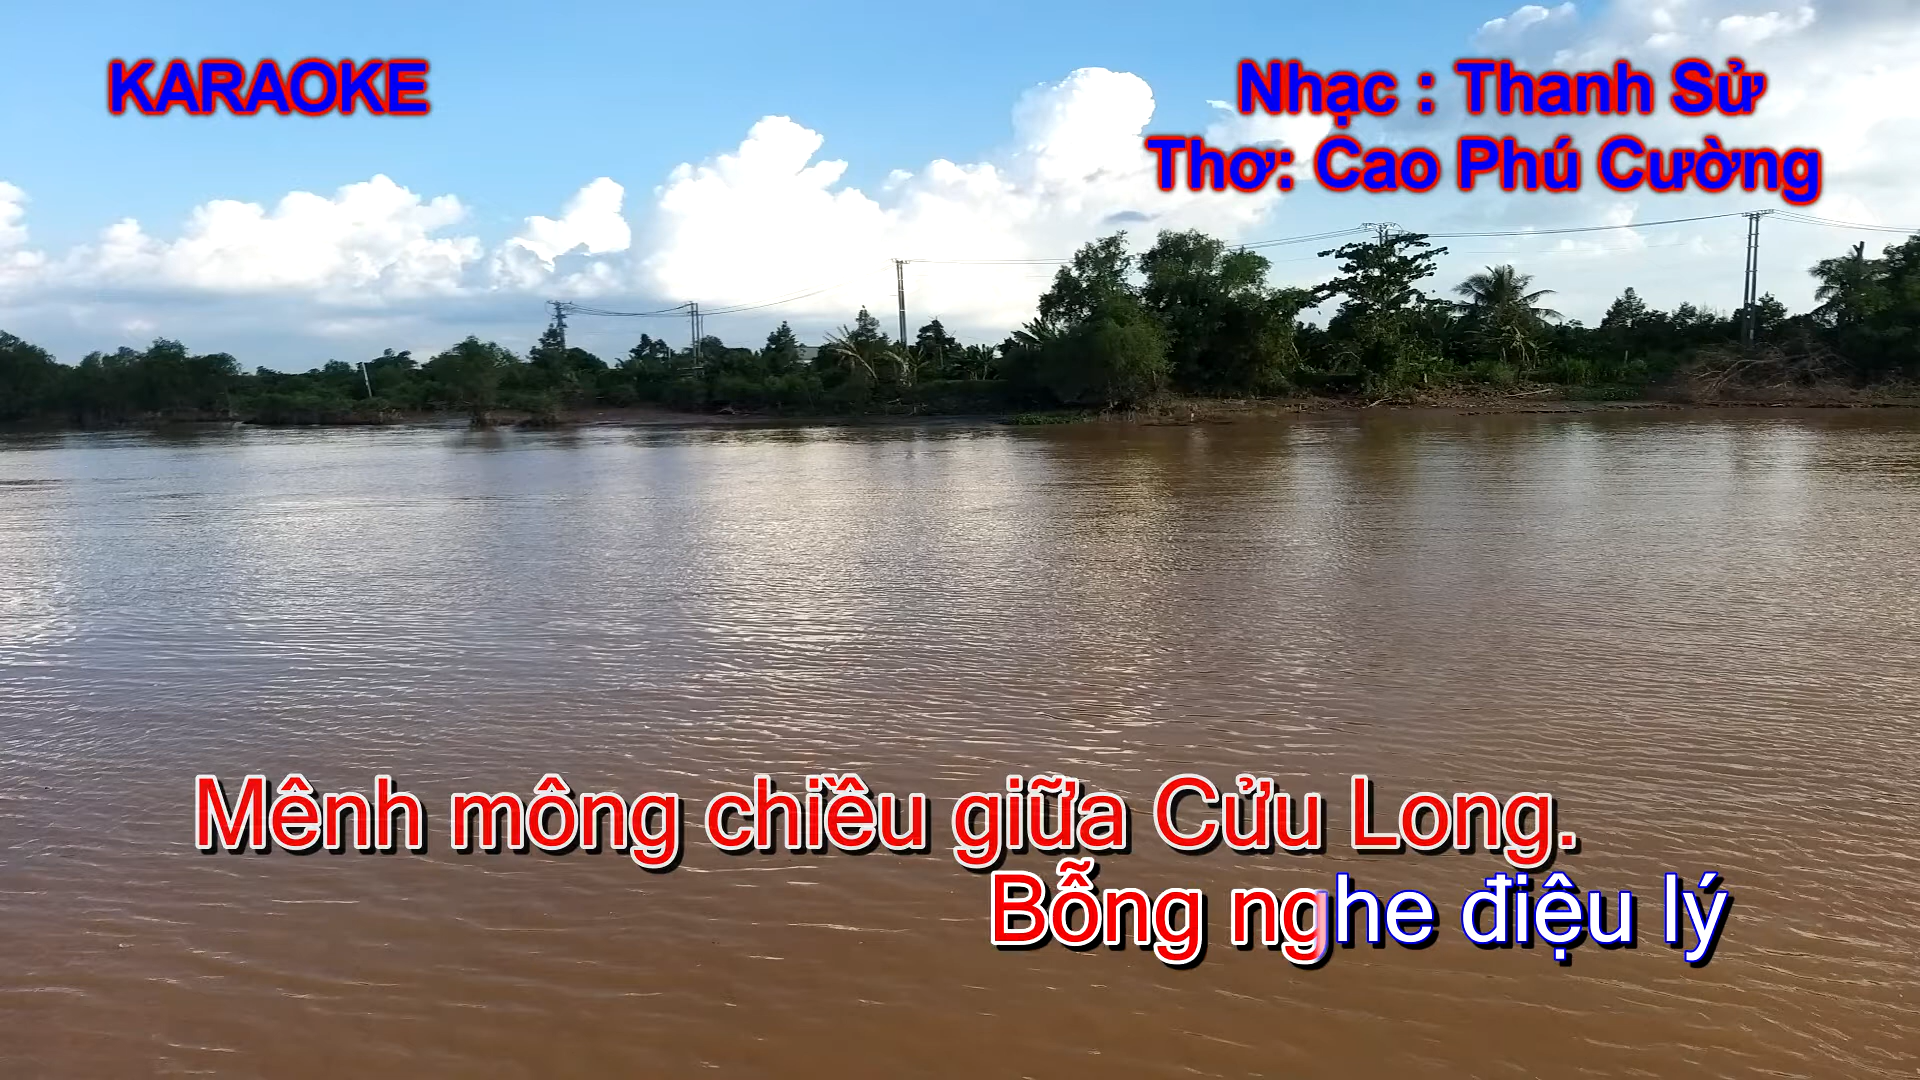 KARAOKE
Nhạc : Thanh Sử
Thơ: Cao Phú Cường
Mênh mông chiều giữa Cửu Long.
Bỗng nghe điệu lý